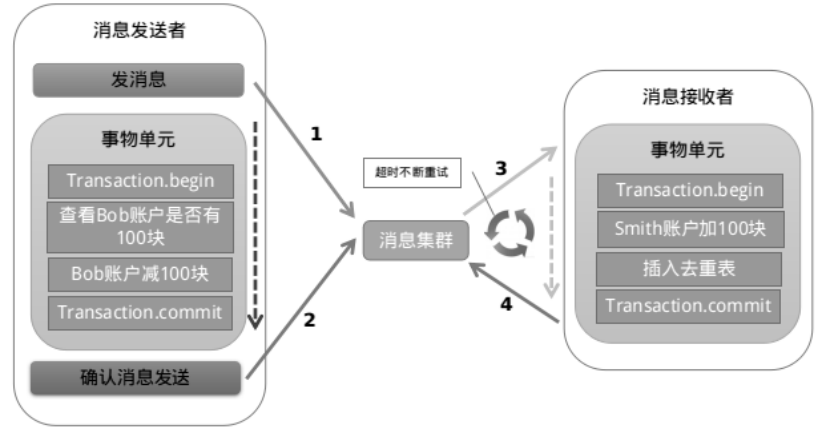 消息发送者
发消息
事物单元
Transaction.begin
查看Bob账户是否有
100块
Bob账户减100块
Transaction.commit
确认消息发送
1
2
超时不断重试
消息集群
3
4
消息接收者
事物单元
Transaction.begin
Smith账户加100块
插入去重表
Transaction.commit